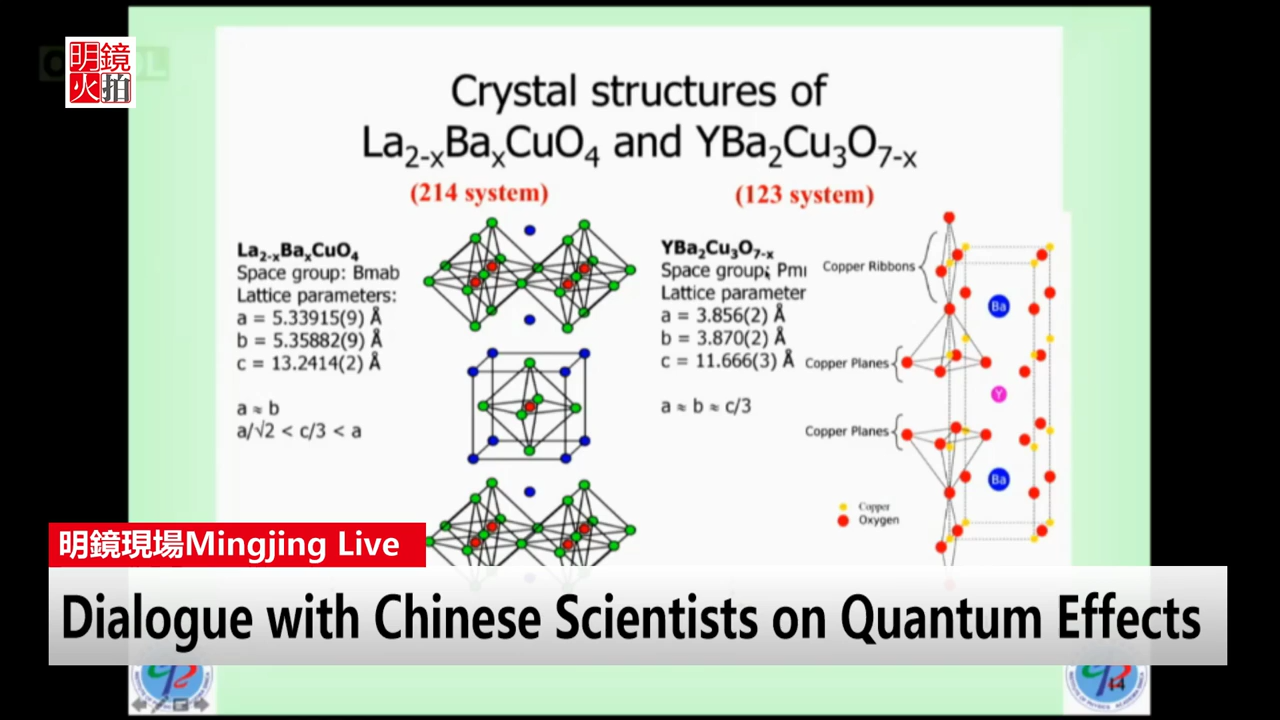 明鏡
火拍
Crystal structures of
La2-xBaxCuO4 and YBa2Cu3O7-x
(214 system)
(123 system)
La2-xBaxCuO4
Space group: Bmab
Lattice parameters:
a = 5.33915(9) Å
b = 5.35882(9) Å
c = 13.2414(2) Å
a ≈ b
a/√2 < c/3 < a
YBa2Cu3O7-x
Space group: Pm
Lattice parameter
a = 3.856(2) Å
b = 3.870(2) Å
c = 11.666(3) Å
a ≈ b ≈ c/3
Copper Ribbons
Ba
Copper Planes
Y
Copper Planes
Ba
Copper
Oxygen
明鏡現場Mingjing Live
Dialogue with Chinese Scientists on Quantum Effects
14